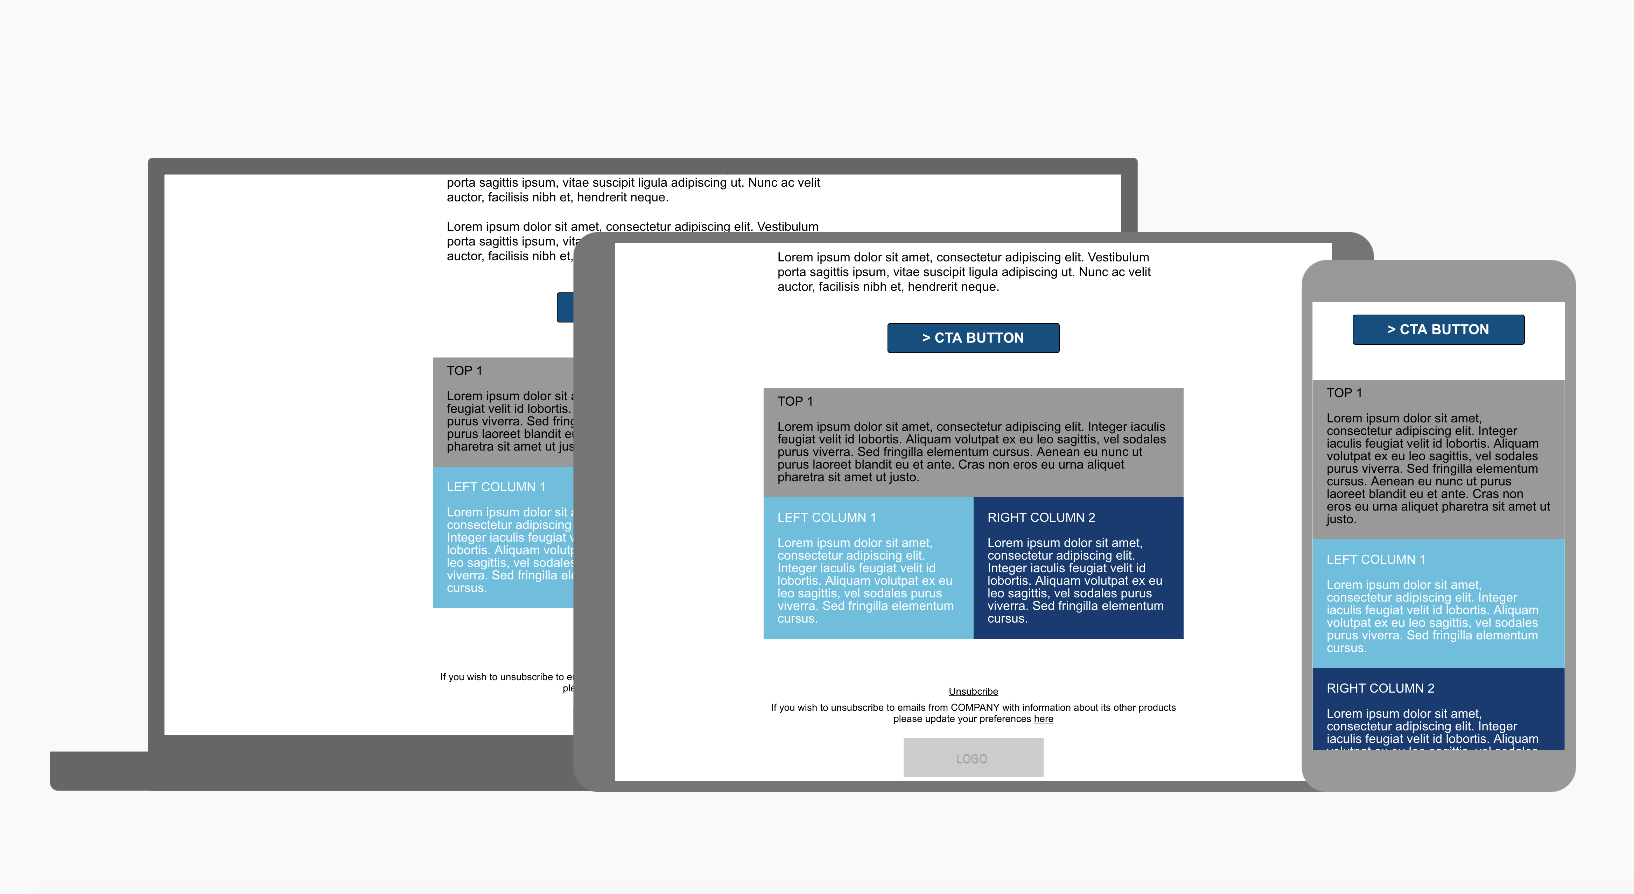 porta sagittis ipsum, vitae suscipit ligula adipiscing ut. Nunc ac velit
auctor, facilisis nibh et, hendrerit neque.
Lorem ipsum dolor sit amet, consectetur adipiscing elit. Vestibulum
porta sagittis ipsum, vita
auctor, facilisis nibh et,
TOP 1
Lorem ipsum dolor sit
feugiat velit id lobortis.
purus viverra. Sed fring
purus laoreet blandit eu
pharetra sit amet ut jus
LEFT COLUMN 1
Lorem ipsum dolor sit
consectetur adipiscing
Integer iaculis feugiat
lobortis. Aliquam volutp
leo sagittis, vel sodales
viverra. Sed fringilla ele
cursus.
If you wish to unsubscribe to e
ple
Lorem ipsum dolor sit amet, consectetur adipiscing elit. Vestibulum
porta sagittis ipsum, vitae suscipit ligula adipiscing ut. Nunc ac velit
auctor, facilisis nibh et, hendrerit neque.
> CTA BUTTON
TOP 1
Lorem ipsum dolor sit amet, consectetur adipiscing elit. Integer iaculis
feugiat velit id lobortis. Aliquam volutpat ex eu leo sagittis, vel sodales
purus viverra. Sed fringilla elementum cursus. Aenean eu nunc ut
purus laoreet blandit eu et ante. Cras non eros eu urna aliquet
pharetra sit amet ut justo.
LEFT COLUMN 1
Lorem ipsum dolor sit amet,
consectetur adipiscing elit.
Integer iaculis feugiat velit id
lobortis. Aliquam volutpat ex eu
leo sagittis, vel sodales purus
viverra. Sed fringilla elementum
cursus.
RIGHT COLUMN 2
Lorem ipsum dolor sit amet,
consectetur adipiscing elit.
Integer iaculis feugiat velit id
lobortis. Aliquam volutpat ex eu
leo sagittis, vel sodales purus
viverra. Sed fringilla elementum
cursus.
Unsubcribe
If you wish to unsubscribe to emails from COMPANY with information about its other products
please update your preferences here
LOGO
> CTA BUTTON
TOP 1
Lorem ipsum dolor sit amet,
consectetur adipiscing elit. Integer
iaculis feugiat velit id lobortis. Aliquam
volutpat ex eu leo sagittis, vel sodales
purus viverra. Sed fringilla elementum
cursus. Aenean eu nunc ut purus
laoreet blandit eu et ante. Cras non
eros eu urna aliquet pharetra sit amet ut
justo.
LEFT COLUMN 1
Lorem ipsum dolor sit amet,
consectetur adipiscing elit. Integer
iaculis feugiat velit id lobortis. Aliquam
volutpat ex eu leo sagittis, vel sodales
purus viverra. Sed fringilla elementum
cursus.
RIGHT COLUMN 2
Lorem ipsum dolor sit amet,
consectetur adipiscing elit. Integer
iaculis feugiat velit id lobortis. Aliquam